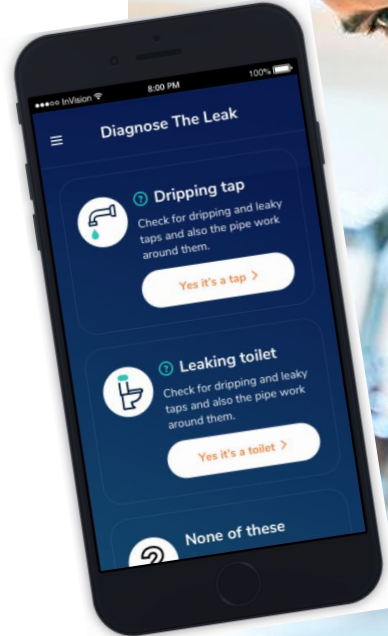 InVision
8:00 PM
100%
Diagnose The Leak
Dripping tap
Check for dripping and leaky
taps and also the pipe work
around them.
Yes it's a tap >
Leaking toilet
Check for dripping and leaky
taps and also the pipe work
around them.
Yes it's a toilet >
None of these